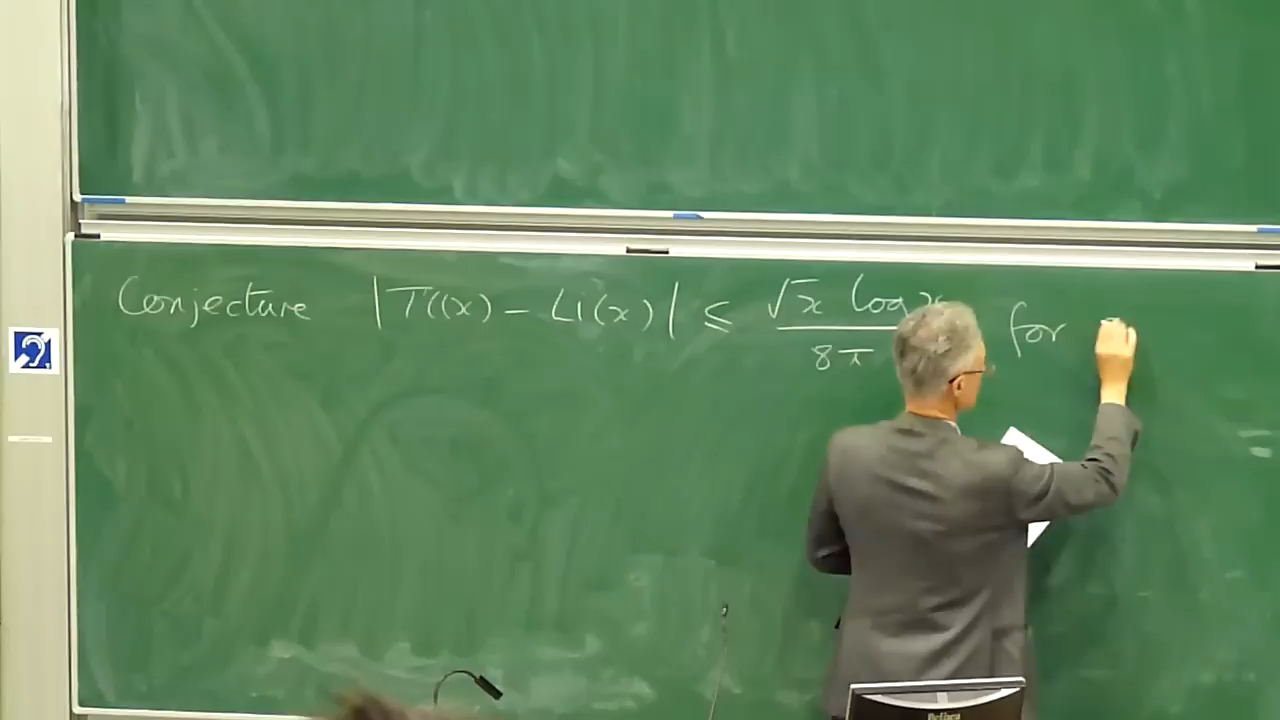 Conjecture |π(x) - Li(x)| ≤ √x log x / 8π for